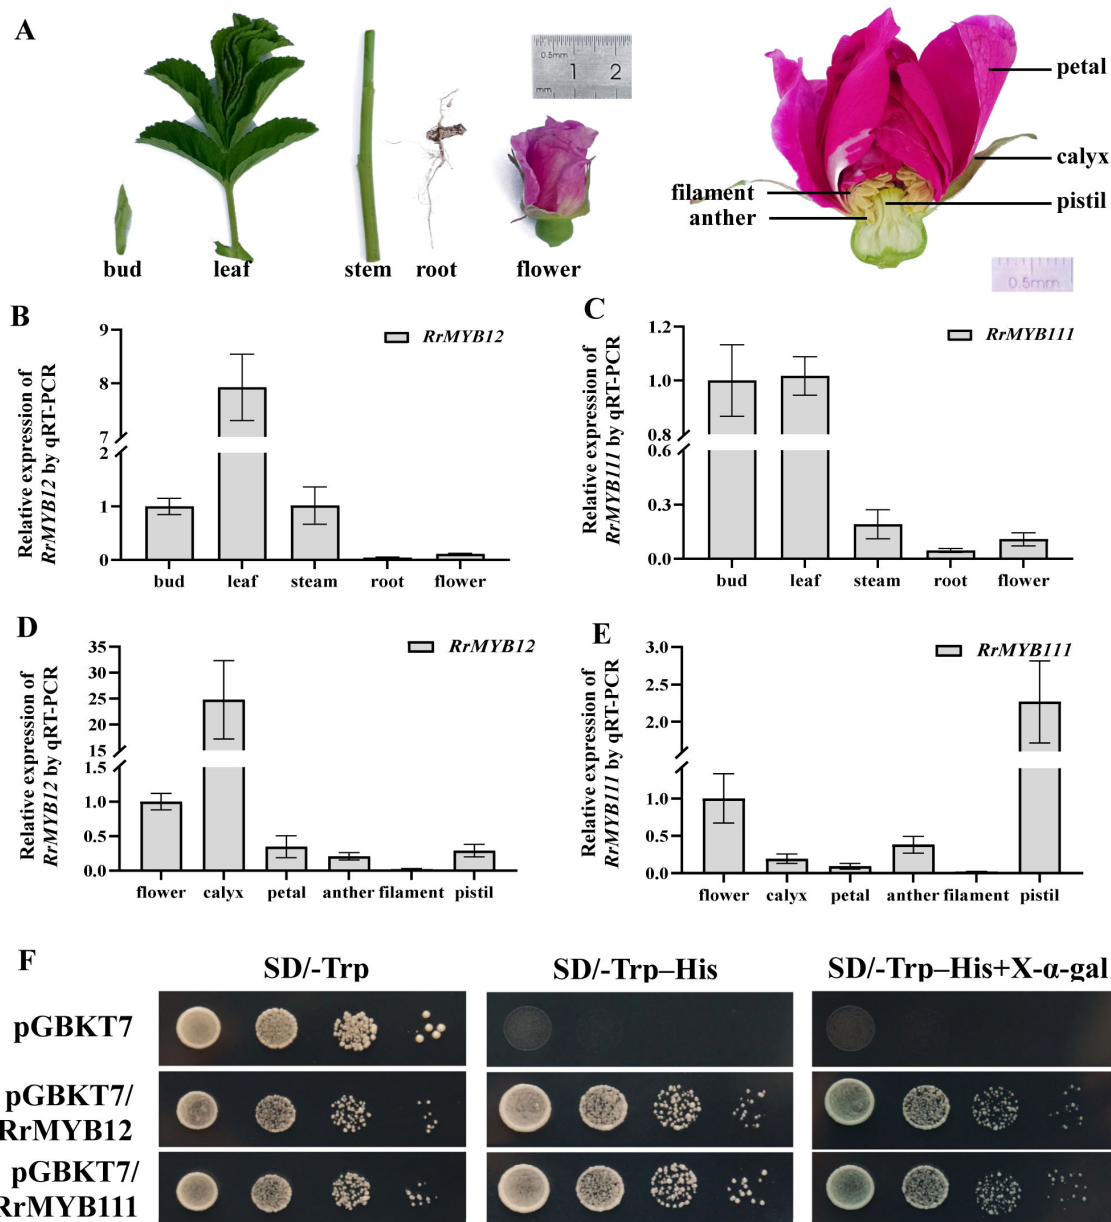 A
0.5mm
1 2
mm
petal
calyx
filament
pistil
anther
bud leaf stem root flower
0.5mm
B
RrMYB12
Relative expression of
RrMYB12 by qRT-PCR
9
8
7
2
1
0
bud leaf steam root flower
C
RrMYB111
Relative expression of
RrMYB111 by qRT-PCR
1.2
1.0
0.8
0.6
0.3
0.0
bud leaf steam root flower
D
RrMYB12
Relative expression of
RrMYB12 by qRT-PCR
35
30
25
20
15
1.5
1.0
0.5
0.0
flower calyx petal anther filament pistil
E
RrMYB111
Relative expression of
RrMYB111 by qRT-PCR
3.0
2.5
2.0
1.0
0.5
0.0
flower calyx petal anther filament pistil
F
SD/-Trp SD/-Trp–His SD/-Trp–His+X-α-gal
pGBKT7
pGBKT7/
RrMYB12
pGBKT7/
RrMYB111